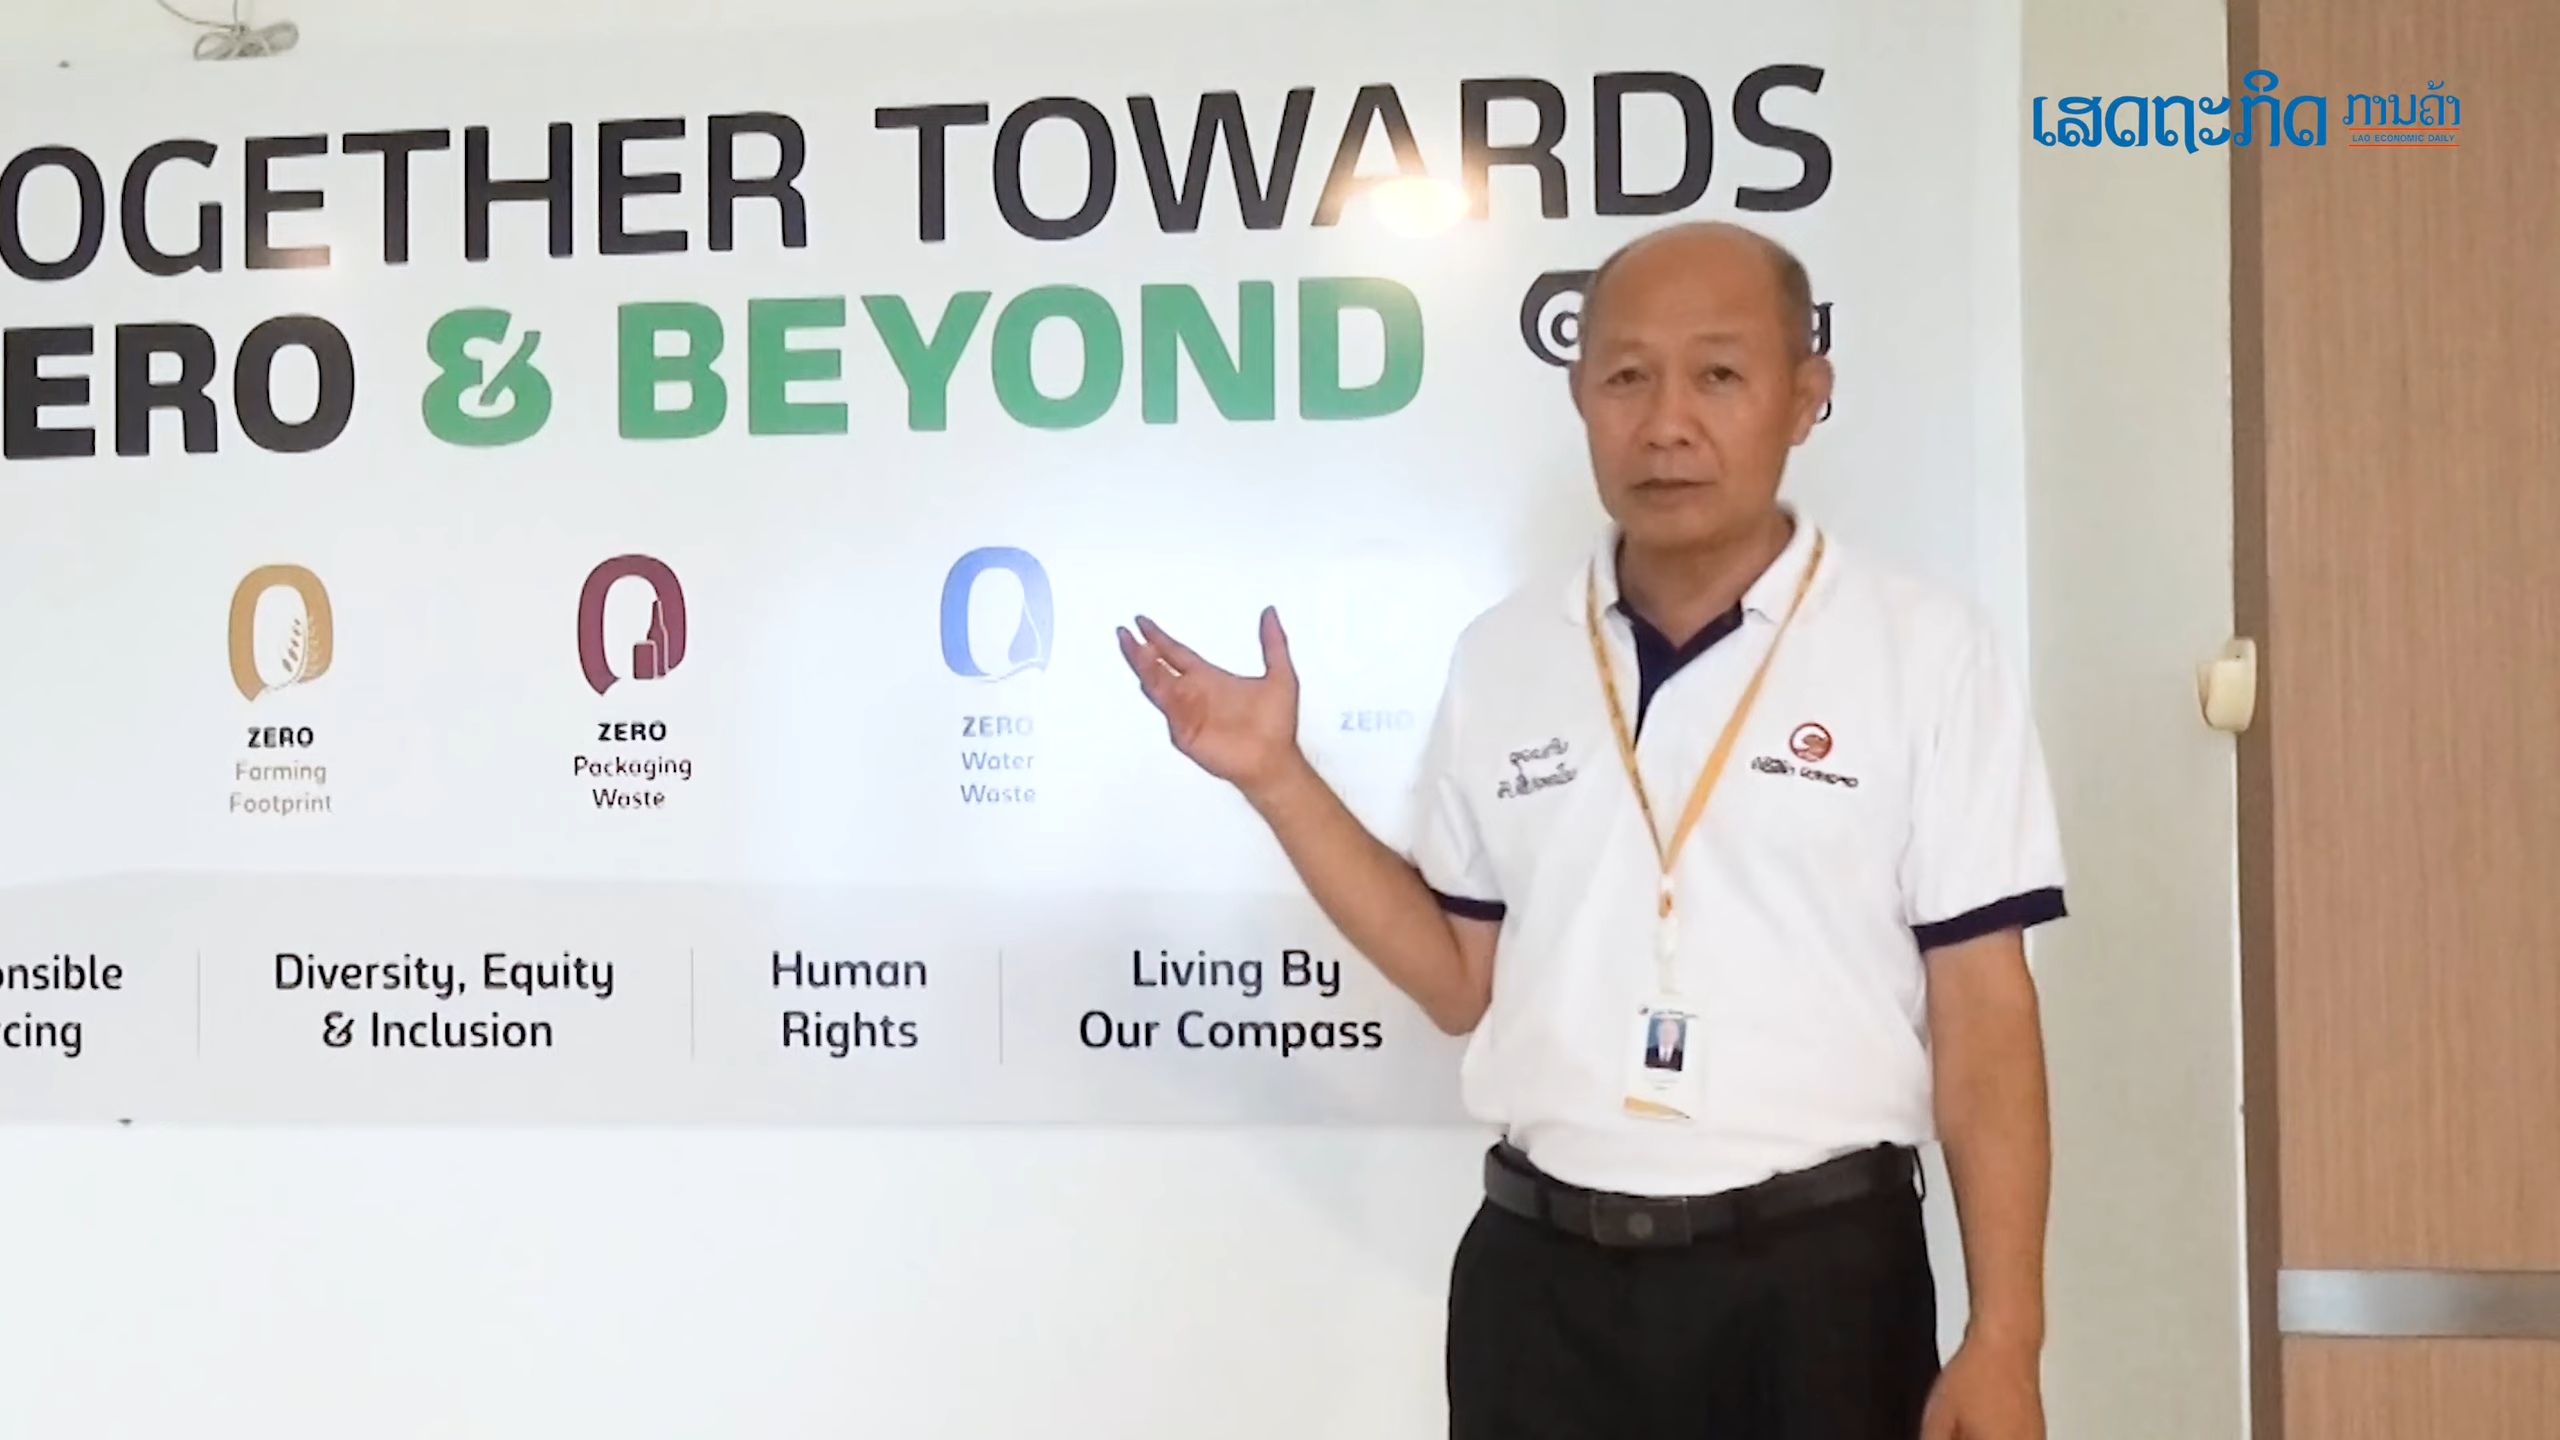 OGETHER TOWARDS
ERO & BEYOND
ZERO
Farming
Footprint
ZERO
Packaging
Waste
ZERO
Water
Waste
ZERO
onsible
cing
Diversity, Equity
& Inclusion
Human
Rights
Living By
Our Compass
ເສດຖະກິດ ການຄ້າ
LAO ECONOMIC DAILY